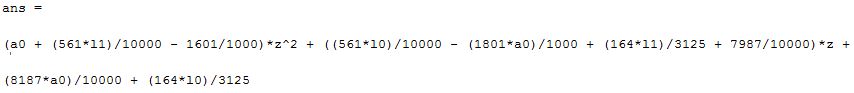 ans =
(a0 + (561*l1)/10000 - 1601/1000)*z^2 + ((561*l0)/10000 - (1801*a0)/1000 + (164*l1)/3125 + 7987/10000)*z +
(8187*a0)/10000 + (164*l0)/3125